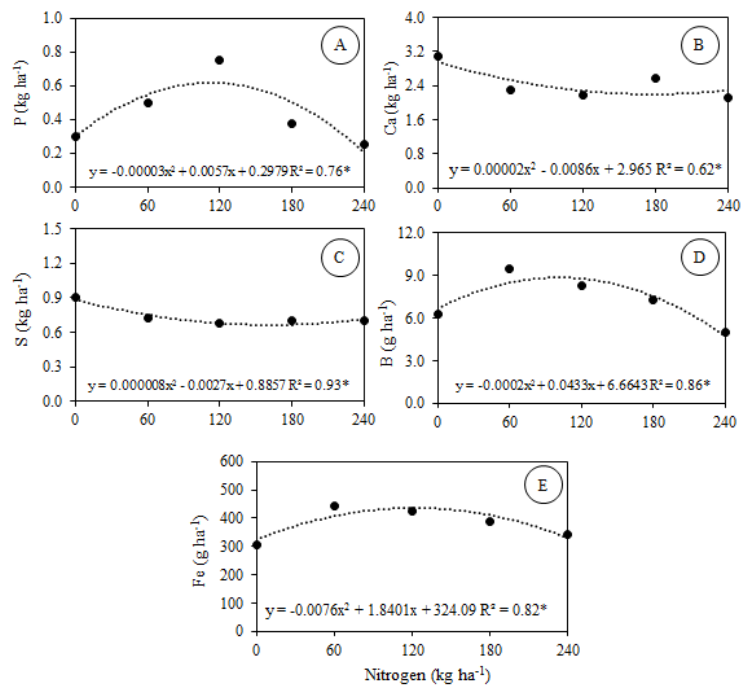 1.0
0.8
0.6
0.4
0.2
0.0
P (kg ha⁻¹)
A
y = -0.00003x² + 0.0057x + 0.2979 R² = 0.76*
0 60 120 180 240
4.0
3.2
2.4
1.6
0.8
0.0
Ca (kg ha⁻¹)
B
y = 0.00002x² - 0.0086x + 2.965 R² = 0.62*
0 60 120 180 240
1.5
1.2
0.9
0.6
0.3
0.0
S (kg ha⁻¹)
C
y = 0.000008x² - 0.0027x + 0.8857 R² = 0.93*
0 60 120 180 240
12.0
9.0
6.0
3.0
0.0
B (g ha⁻¹)
D
y = -0.0002x² + 0.0433x + 6.6643 R² = 0.86*
0 60 120 180 240
600
500
400
300
200
100
0
Fe (g ha⁻¹)
E
y = -0.0076x² + 1.8401x + 324.09 R² = 0.82*
0 60 120 180 240
Nitrogen (kg ha⁻¹)